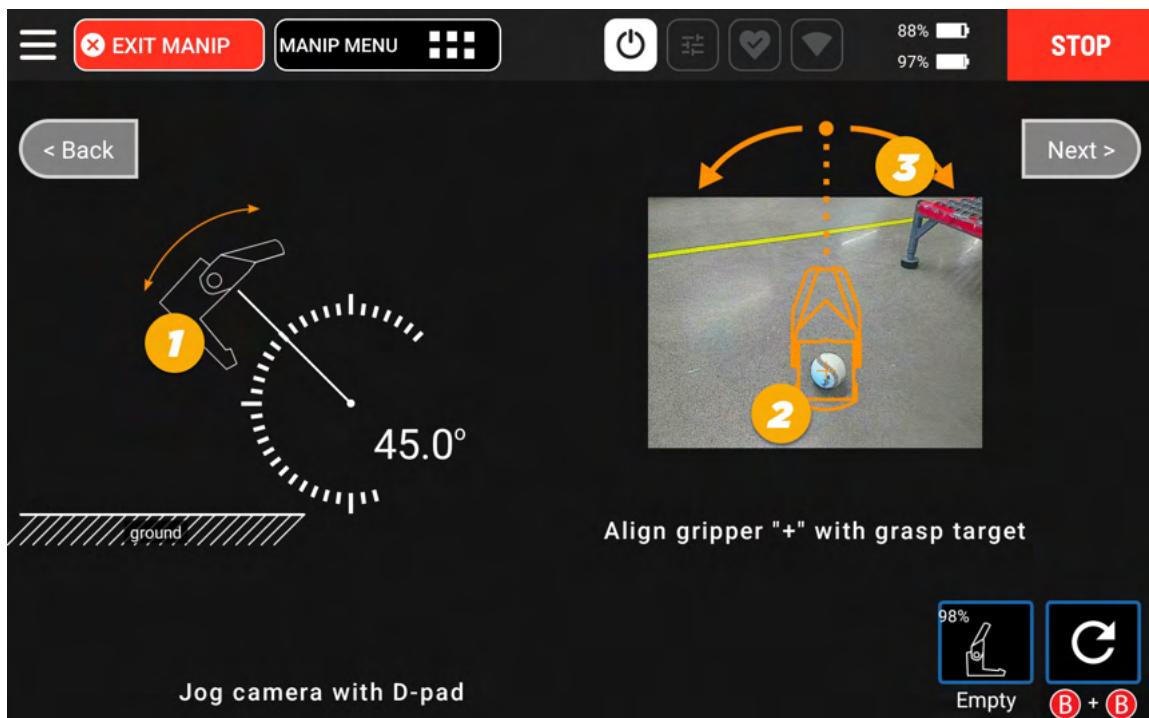 EXIT MANIP
MANIP MENU
88%
97%
STOP
< Back
Next >
3
1
2
45.0°
ground
Align gripper "+" with grasp target
98%
Jog camera with D-pad
Empty
B + B